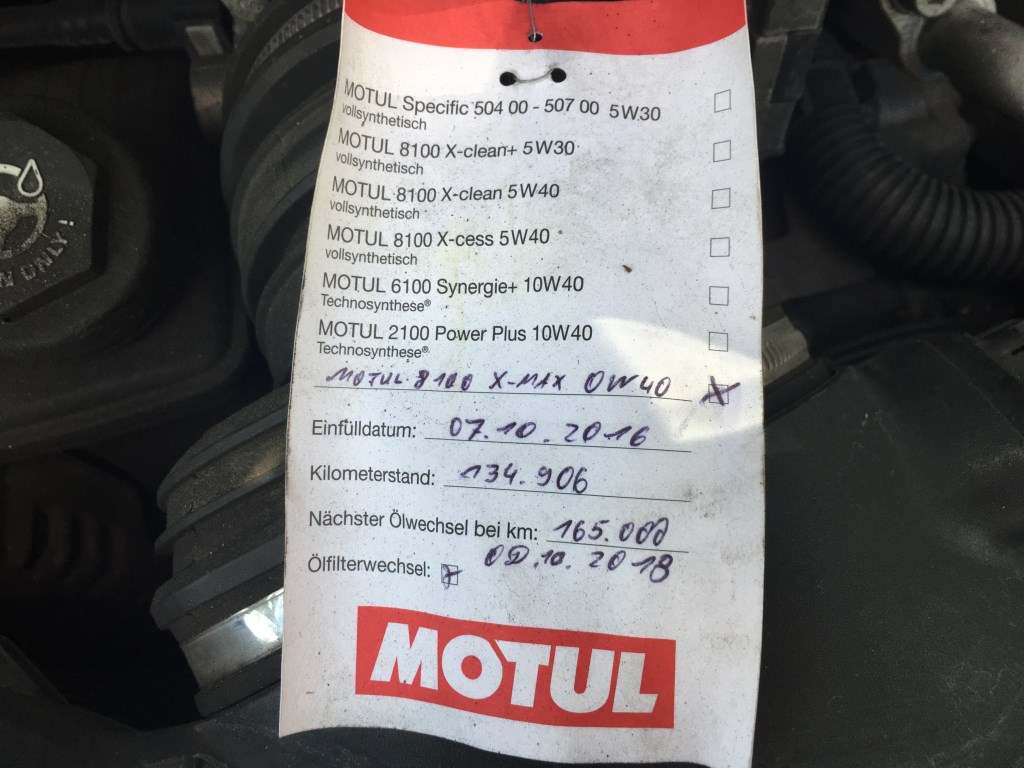 MOTUL Specific 504 00 - 507 00 5W30
vollsynthetisch
MOTUL 8100 X-clean+ 5W30
vollsynthetisch
MOTUL 8100 X-clean 5W40
vollsynthetisch
MOTUL 8100 X-cess 5W40
vollsynthetisch
MOTUL 6100 Synergie+ 10W40
Technosynthese®
MOTUL 2100 Power Plus 10W40
Technosynthese®
MOTUL 8100 X-MAX 0W40
Einfülldatum: 07.10.2016
Kilometerstand: 134.906
Nächster Ölwechsel bei km: 165.000
Ölfilterwechsel: 10.2018
MOTUL
ONLY!